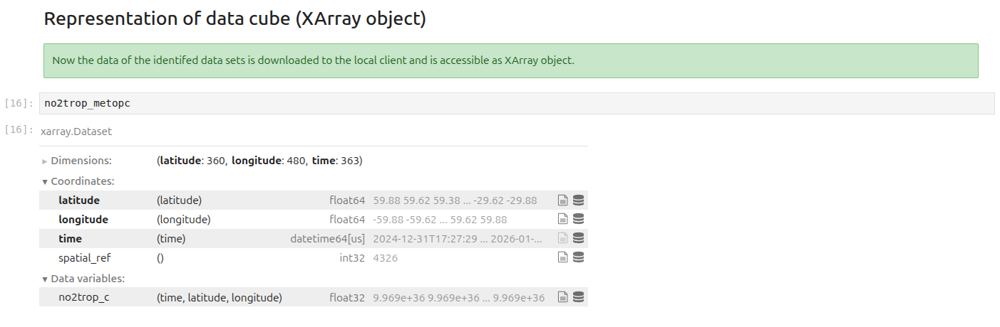 Representation of data cube (XArray object)
Now the data of the identifed data sets is downloaded to the local client and is accessible as XArray object.
[16]: no2trop_metopc
[16]: xarray.Dataset
► Dimensions: (latitude: 360, longitude: 480, time: 363)
▼ Coordinates:
latitude (latitude) float64 59.88 59.62 59.38 ... -29.62 -29.88
longitude (longitude) float64 -59.88 -59.62 ... 59.62 59.88
time (time) datetime64[us] 2024-12-31T17:27:29 ... 2026-01-...
spatial_ref () int32 4326
▼ Data variables:
no2trop_c (time, latitude, longitude) float32 9.969e+36 9.969e+36 ... 9.969e+36